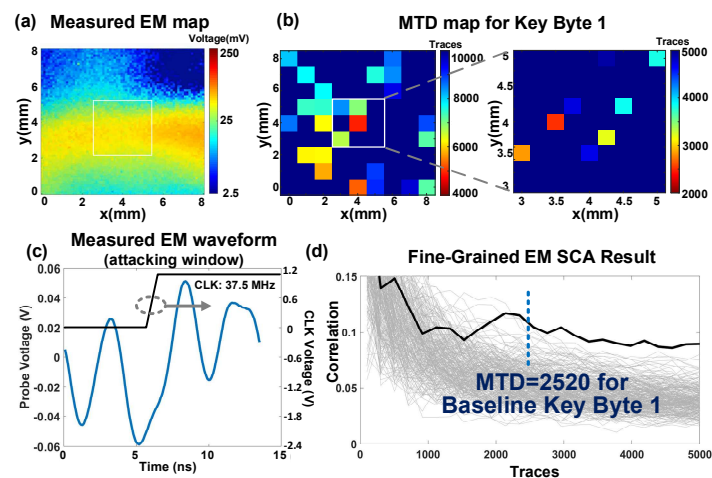 (a) Measured EM map
Voltage(mV)
8
6
4
2
0
y(mm)
0 2 4 6 8
x(mm)
250
25
2.5
(b) MTD map for Key Byte 1
Traces
8
6
4
2
0
y(mm)
0 2 4 6 8
x(mm)
10000
8000
6000
4000
Traces
5
4.5
4
3.5
3
y(mm)
3 3.5 4 4.5 5
x(mm)
5000
4000
3000
2000
(c) Measured EM waveform
(attacking window)
CLK: 37.5 MHz
0.06
0.04
0.02
0
-0.02
-0.04
-0.06
Probe Voltage (V)
0 5 10 15
Time (ns)
1.2
0.6
0
-0.6
-1.2
-1.8
-2.4
CLK Voltage (V)
(d) Fine-Grained EM SCA Result
0.15
0.1
0.05
0
Correlation
MTD=2520 for
Baseline Key Byte 1
0 1000 2000 3000 4000 5000
Traces